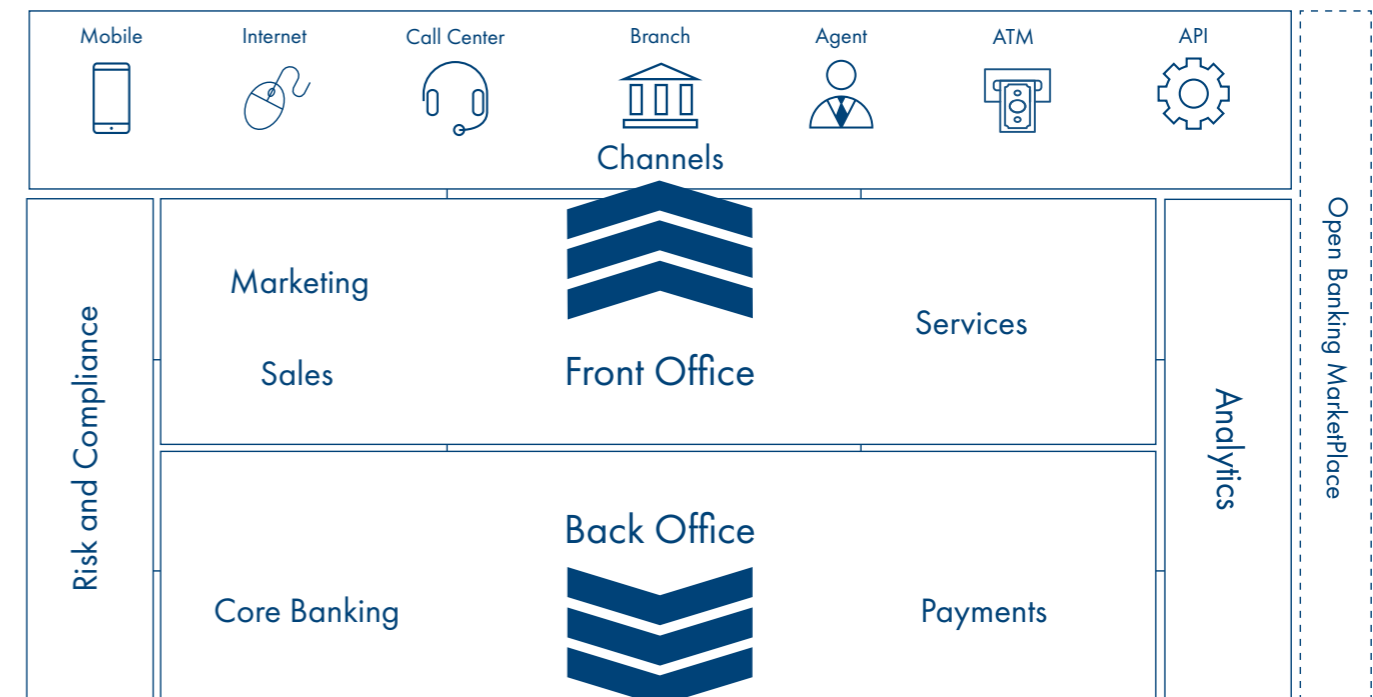 Mobile
Internet
Call Center
Branch
Agent
ATM
API
Channels
Risk and Compliance
Marketing
Sales
Front Office
Services
Back Office
Core Banking
Payments
Analytics
Open Banking MarketPlace